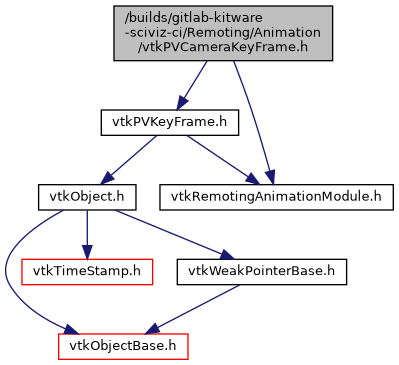 /builds/gitlab-kitware
-sciviz-ci/Remoting/Animation
/vtkPVCameraKeyFrame.h
vtkPVKeyFrame.h
vtkObject.h
vtkRemotingAnimationModule.h
vtkTimeStamp.h
vtkWeakPointerBase.h
vtkObjectBase.h